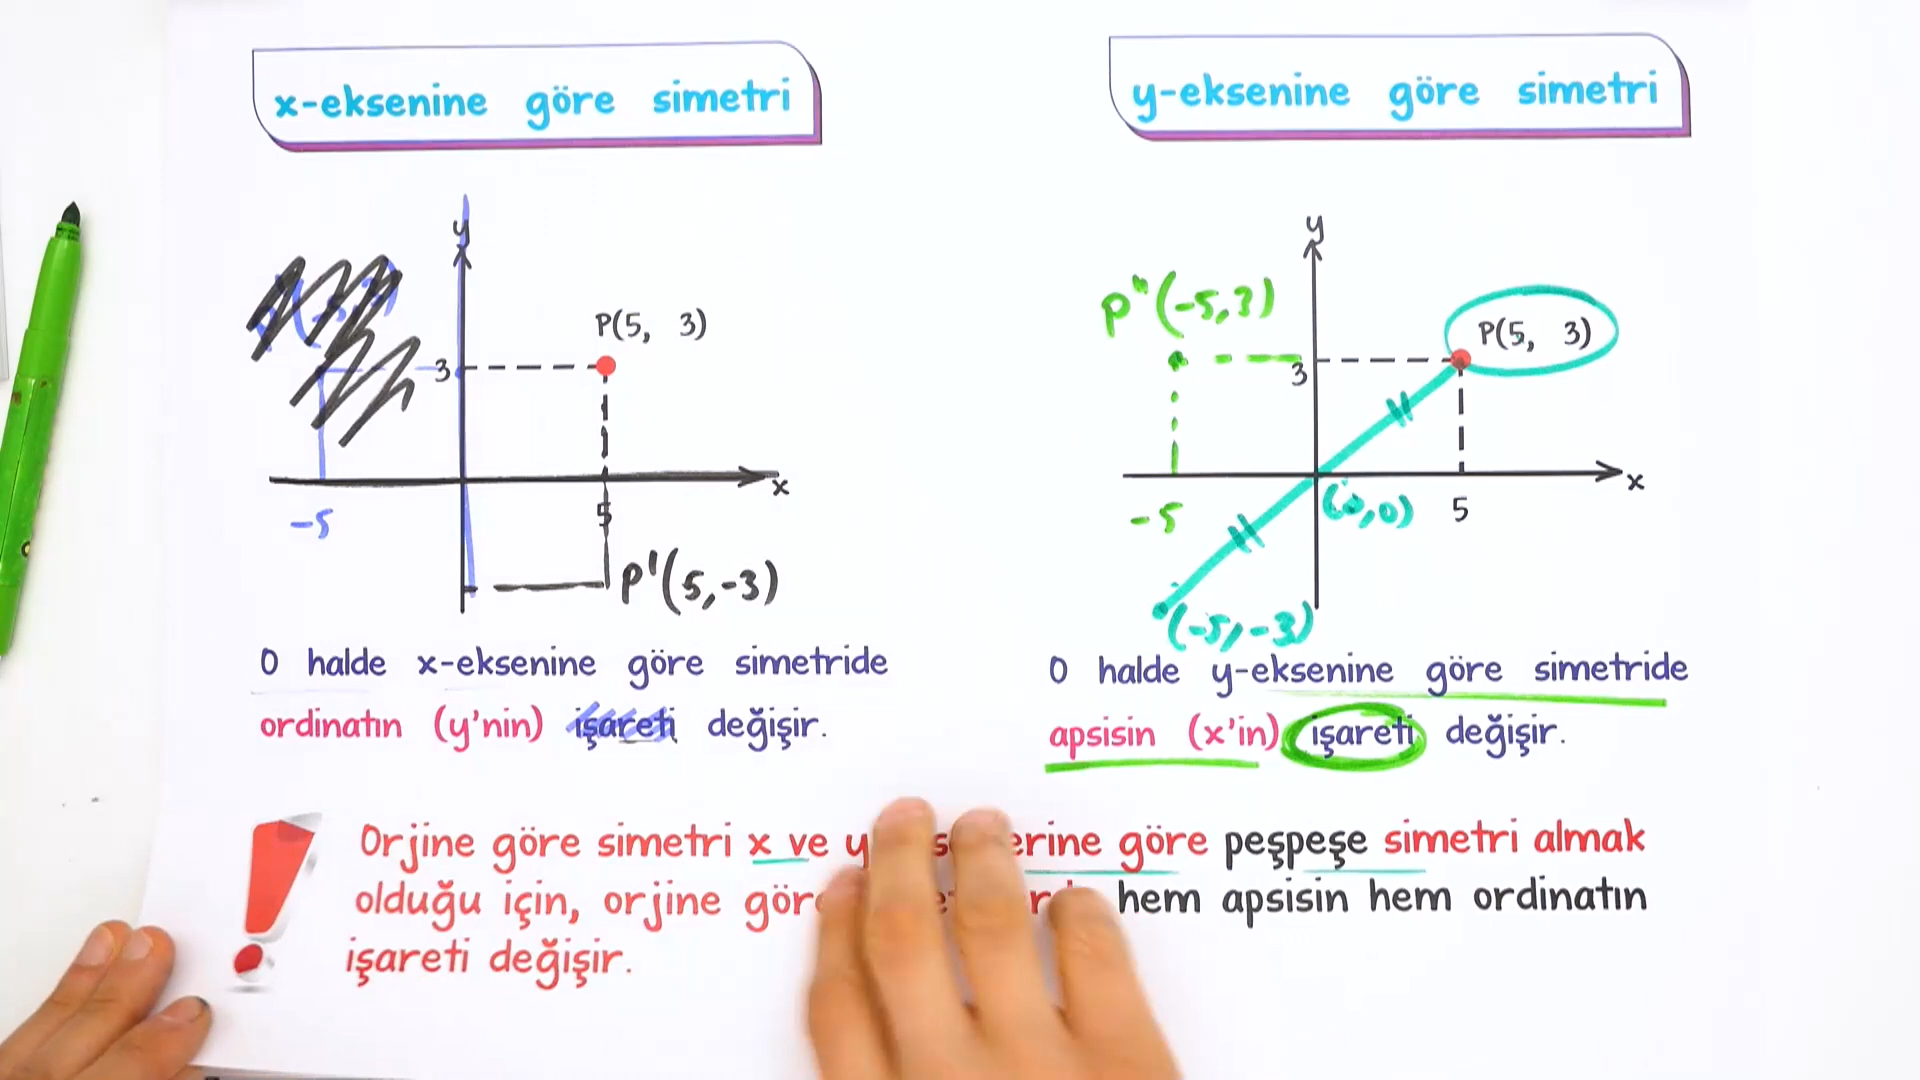 x-eksenine göre simetri
y
P(5, 3)
3
x
-5
5
P'(5,-3)
O halde x-eksenine göre simetride
ordinatın (y'nin) işareti değişir.
y-eksenine göre simetri
y
P"(-5,3)
P(5, 3)
3
x
-5
(0,0)
5
(-5,-3)
O halde y-eksenine göre simetride
apsisin (x'in) işareti değişir.
Orjine göre simetri x ve y göre peşpeşe simetri almak
olduğu için, orjine hem apsisin hem ordinatın
işareti değişir.